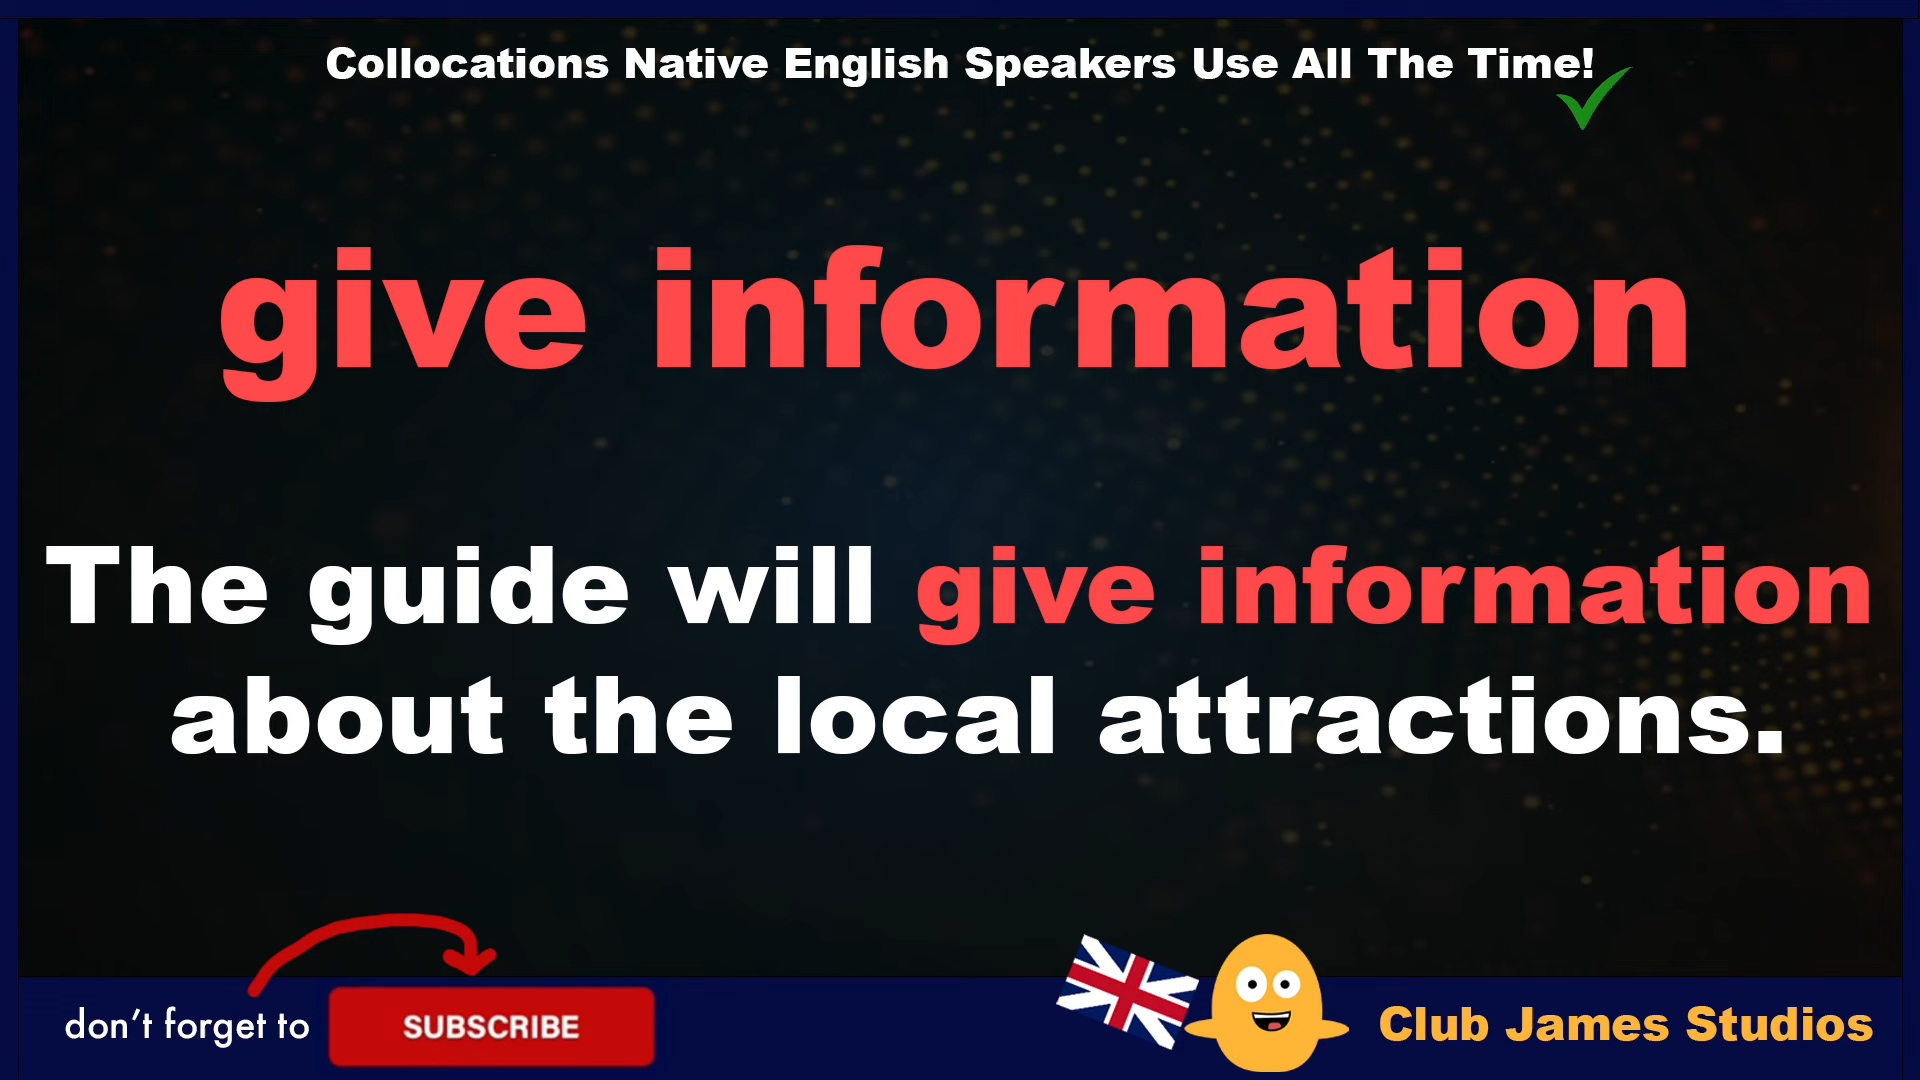 Collocations Native English Speakers Use All The Time!
give information
The guide will give information
about the local attractions.
don't forget to
SUBSCRIBE
Club James Studios